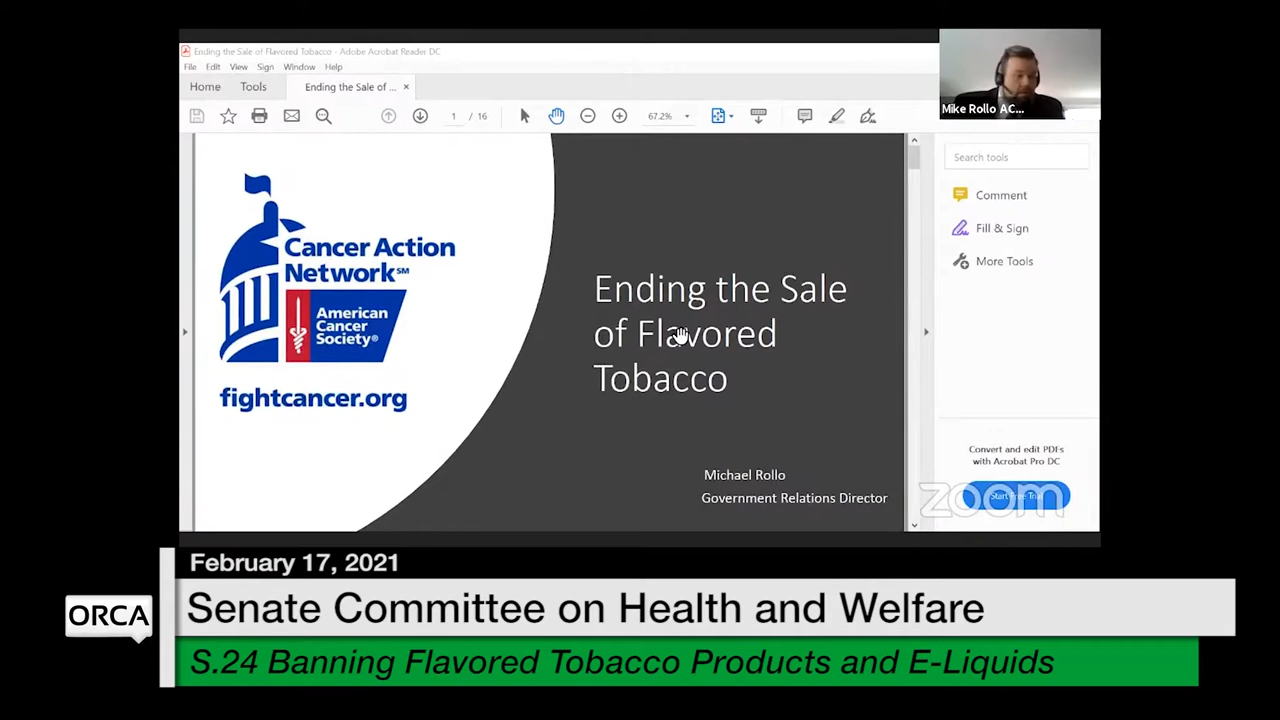 Ending the Sale of Flavored Tobacco - Adobe Acrobat Reader DC
File Edit View Sign Window Help
Home Tools Ending the Sale of ... ×
1 / 16 67.2%
Mike Rollo AC...
Search tools
Comment
Fill & Sign
More Tools
Convert and edit PDFs
with Acrobat Pro DC
Start Free Trial
zoom
Cancer Action
Network℠
American
Cancer
Society®
fightcancer.org
Ending the Sale
of Flavored
Tobacco
Michael Rollo
Government Relations Director
February 17, 2021
ORCA
Senate Committee on Health and Welfare
S.24 Banning Flavored Tobacco Products and E-Liquids